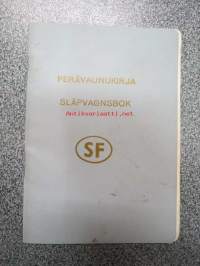 PERÄVAUNUKIRJA
SLÄPVAGNSBOK
Antikvariaatti.net
SF